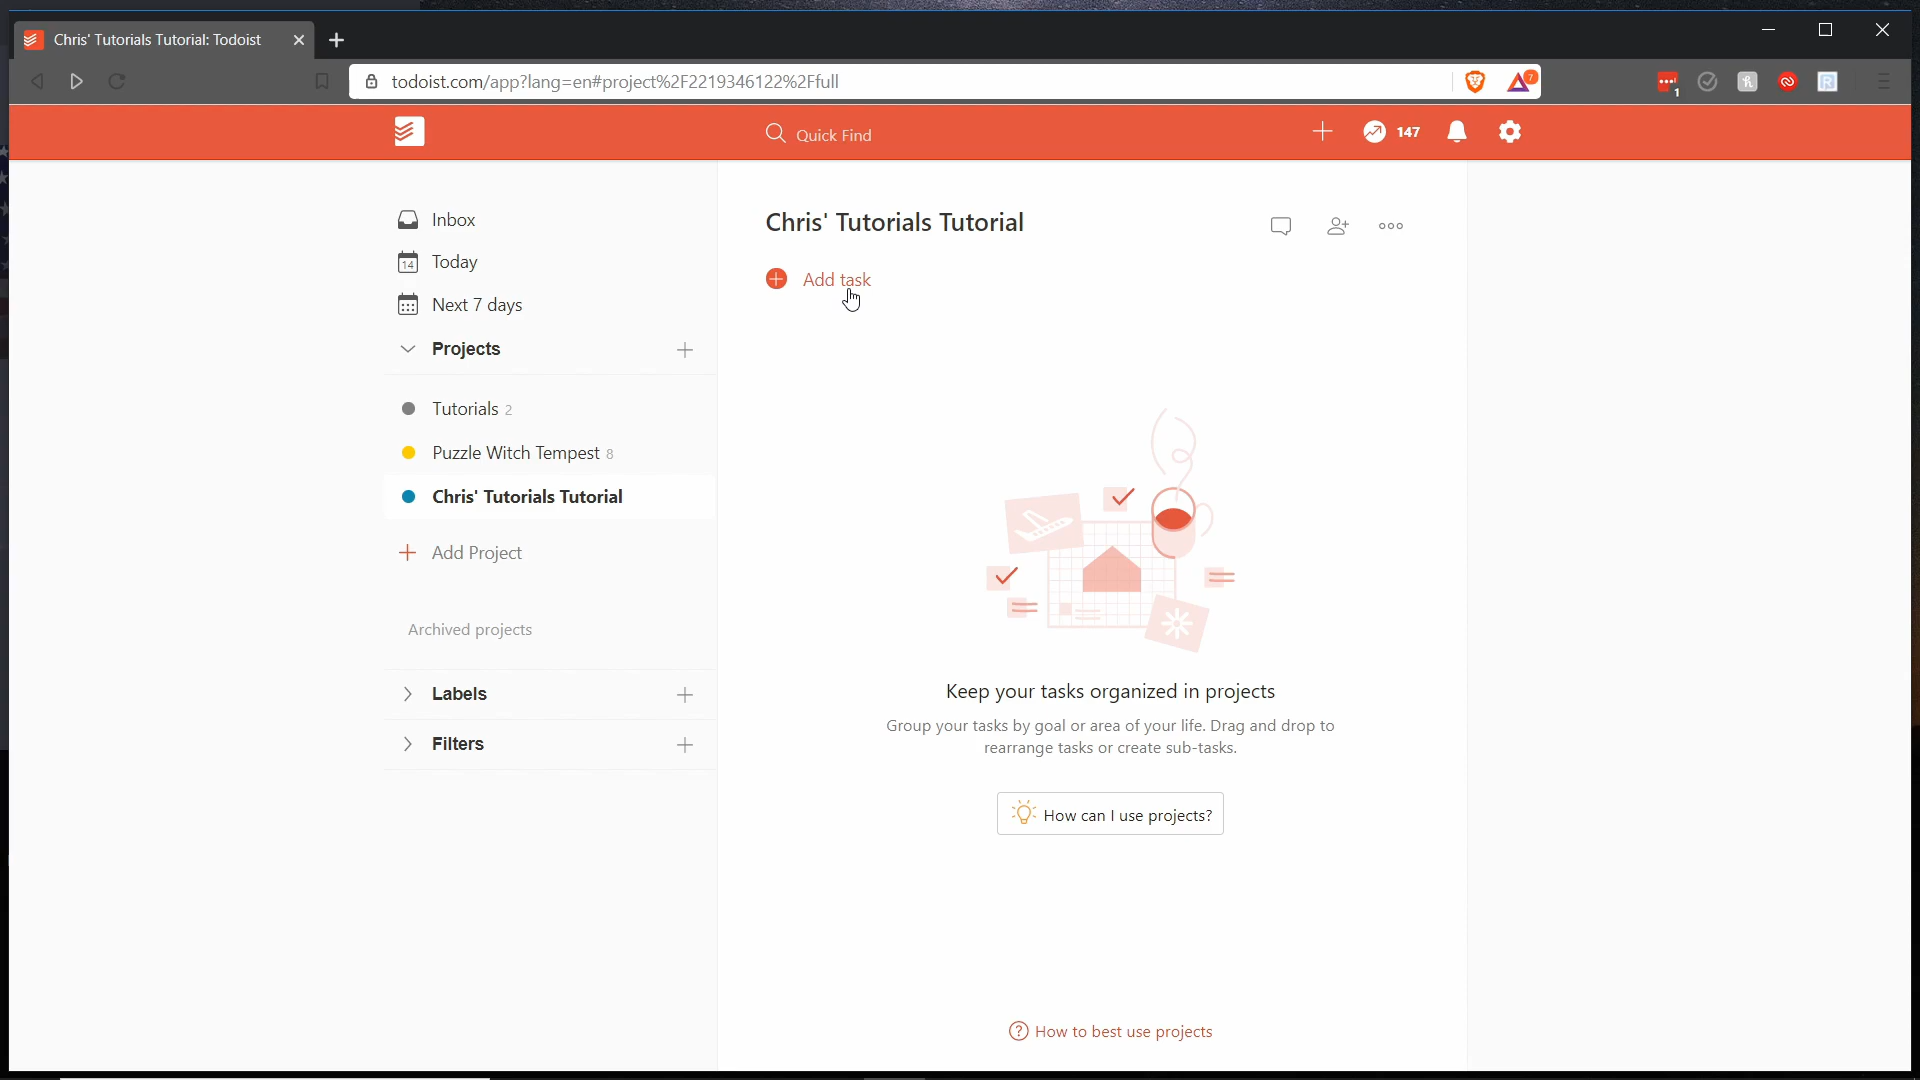 Chris' Tutorials Tutorial: Todoist
todoist.com/app?lang=en#project%2F2219346122%2Ffull
7
1
Quick Find
147
Inbox
14
Today
Next 7 days
Projects
Tutorials 2
Puzzle Witch Tempest 8
Chris' Tutorials Tutorial
Add Project
Archived projects
Labels
Filters
Chris' Tutorials Tutorial
Add task
Keep your tasks organized in projects
Group your tasks by goal or area of your life. Drag and drop to
rearrange tasks or create sub-tasks.
How can I use projects?
How to best use projects